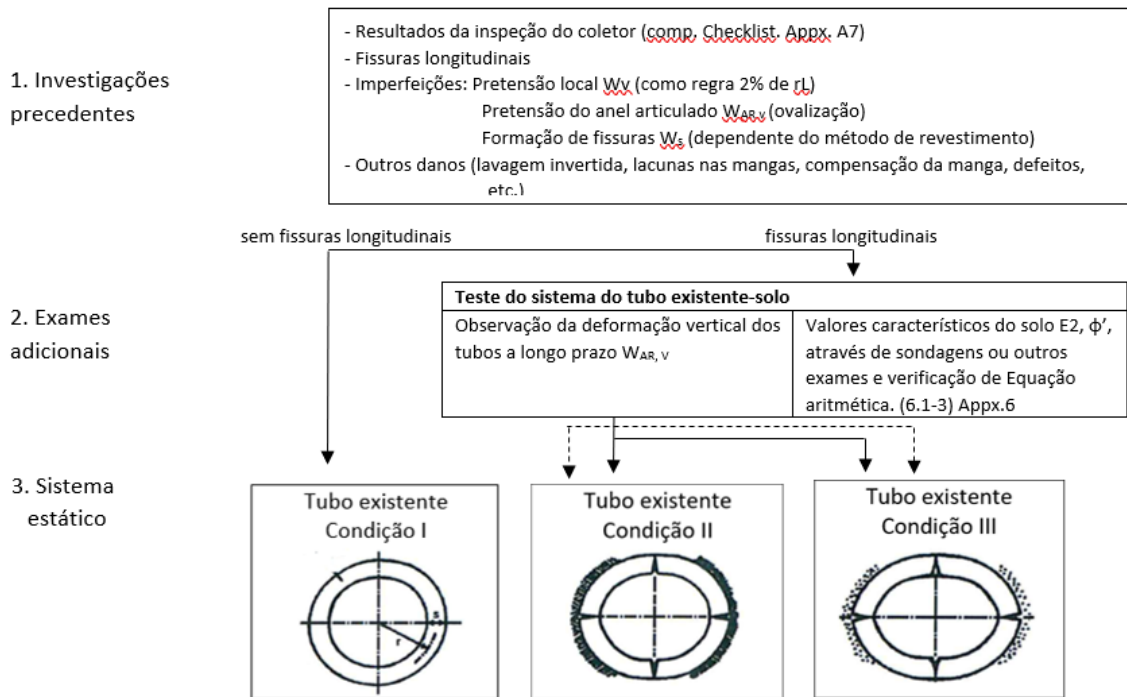 1. Investigações
precedentes
- Resultados da inspeção do coletor (comp. Checklist. Appx. A7)
- Fissuras longitudinais
- Imperfeições: Pretensão local Wv (como regra 2% de rL)
Pretensão do anel articulado WAR,v (ovalização)
Formação de fissuras Ws (dependente do método de revestimento)
- Outros danos (lavagem invertida, lacunas nas mangas, compensação da manga, defeitos,
etc.)
sem fissuras longitudinais
fissuras longitudinais
2. Exames
adicionais
Teste do sistema do tubo existente-solo
Observação da deformação vertical dos
tubos a longo prazo WAR, V
Valores característicos do solo E2, ϕ’,
através de sondagens ou outros
exames e verificação de Equação
aritmética. (6.1-3) Appx.6
3. Sistema
estático
Tubo existente
Condição I
s
r
Tubo existente
Condição II
Tubo existente
Condição III